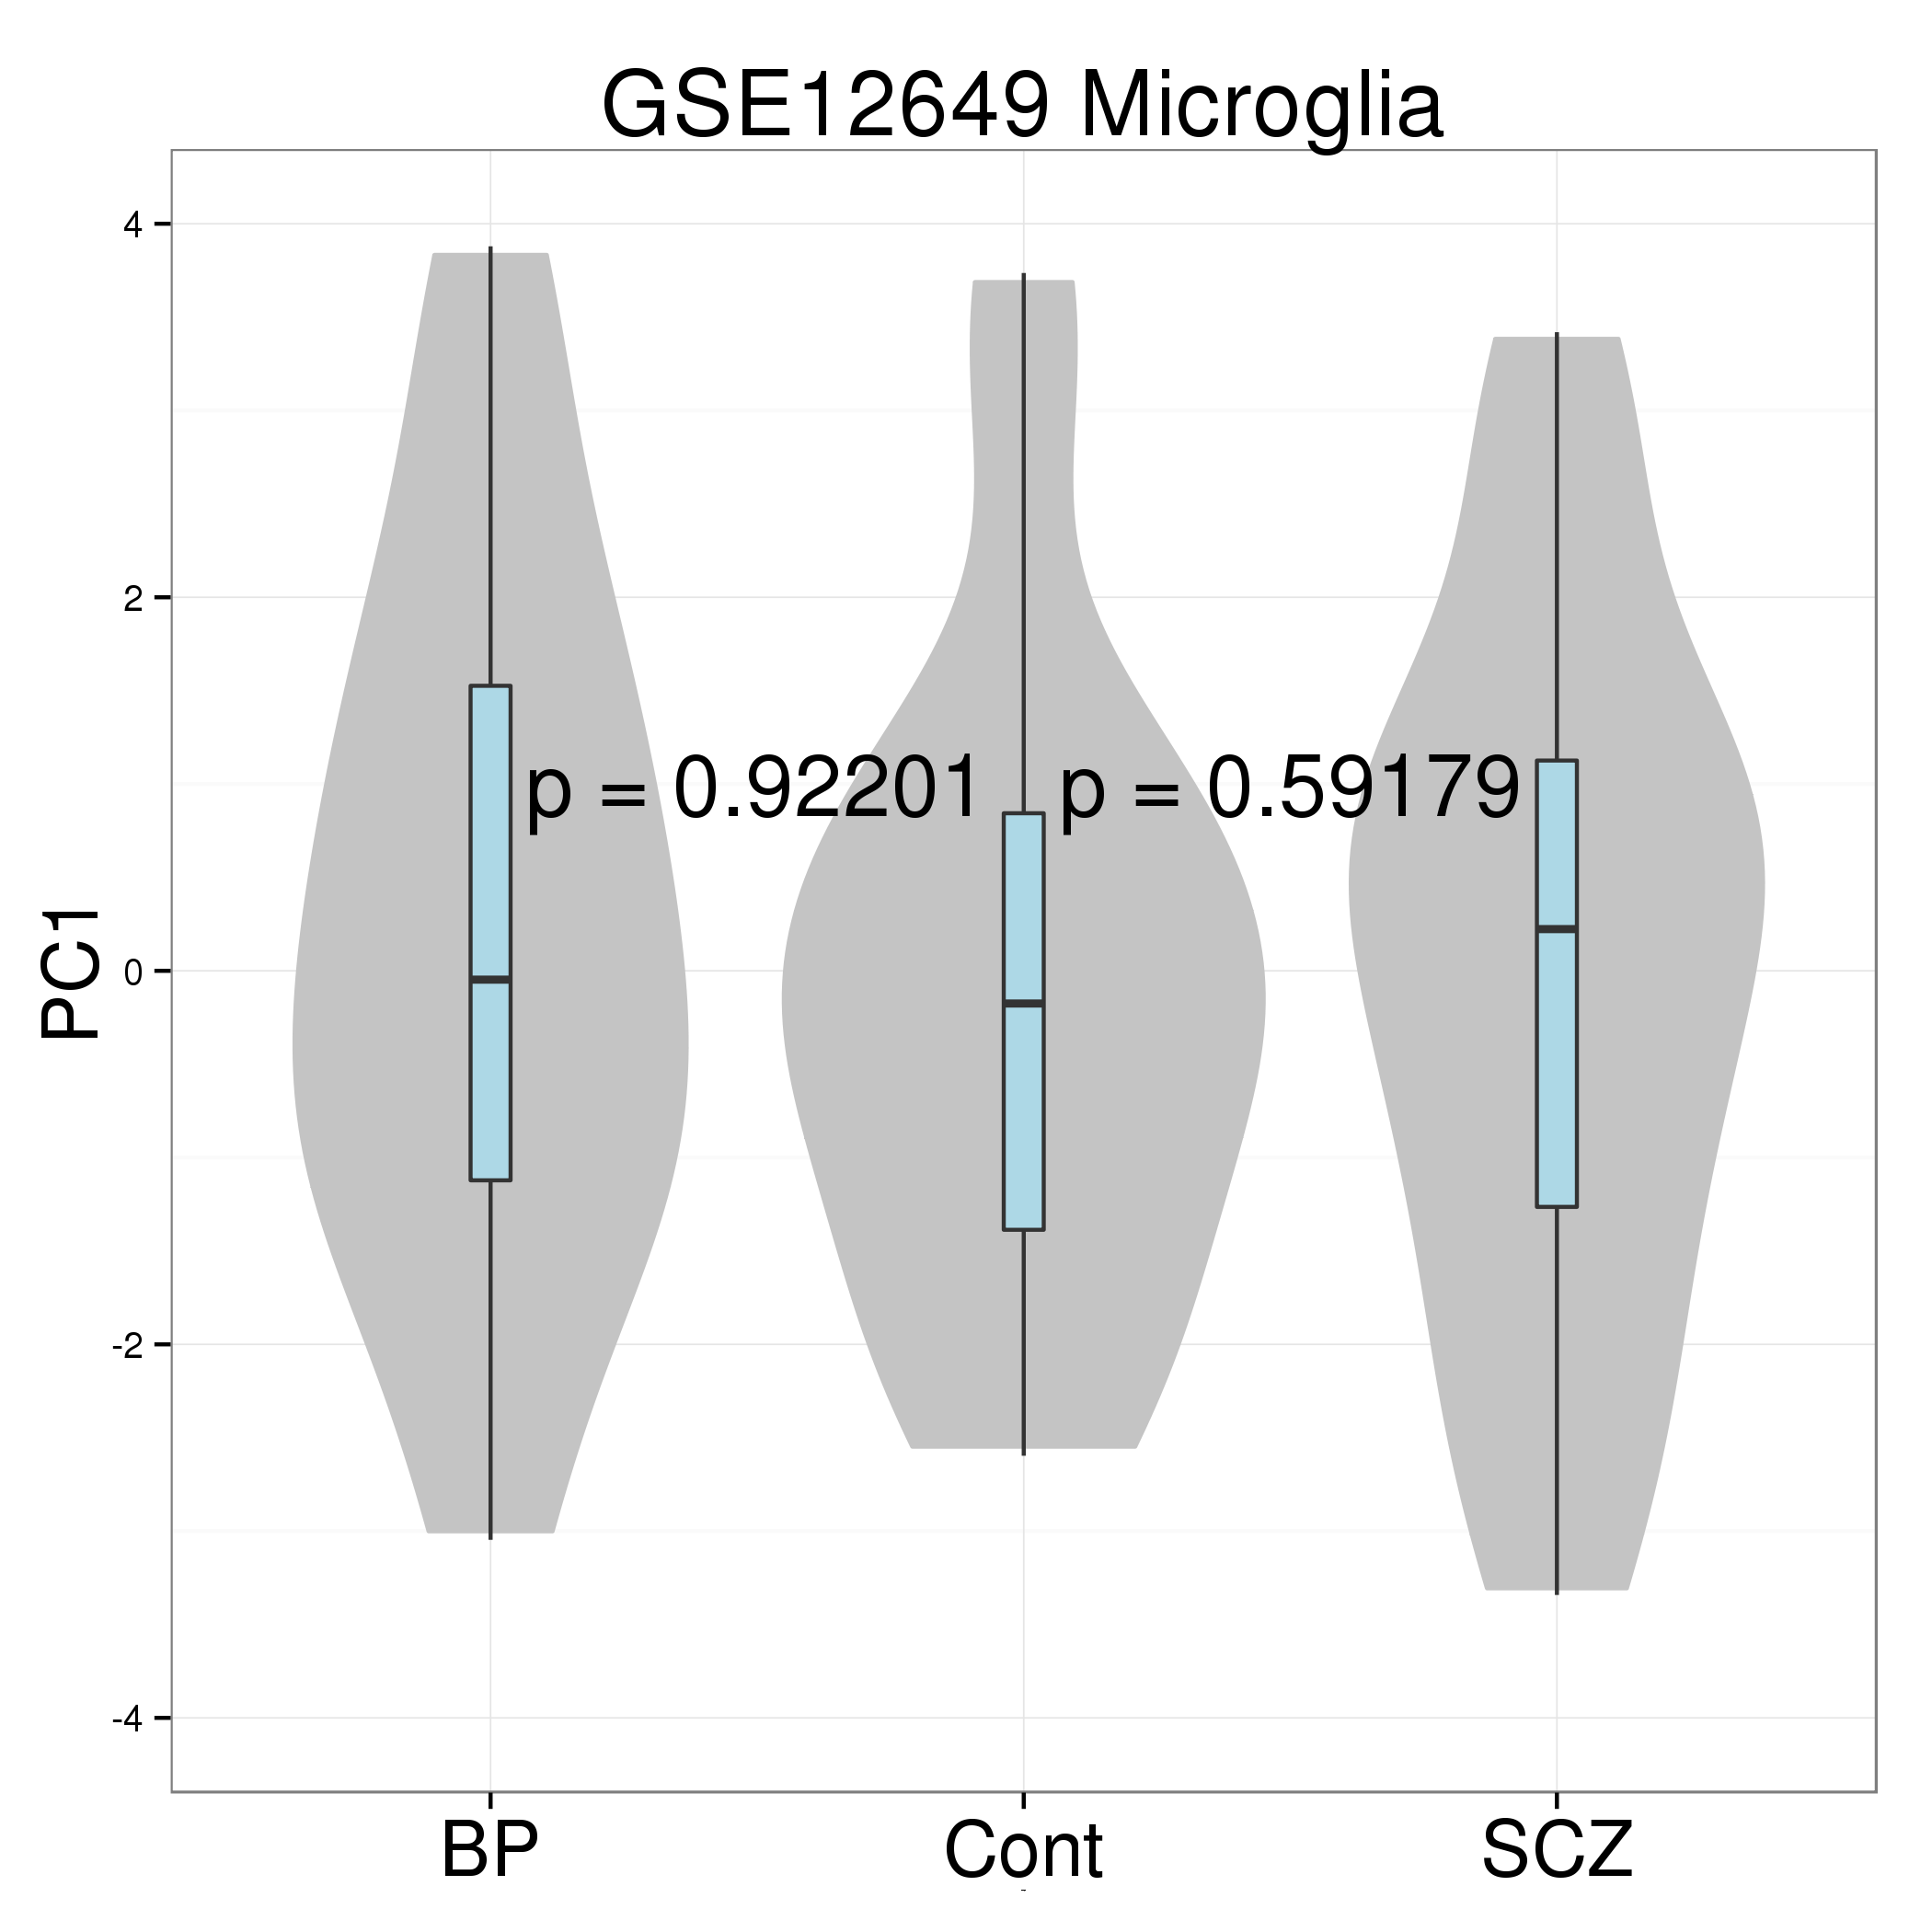 GSE12649 Microglia
4
2
p = 0.92201 p = 0.59179
PC1
0
-2
-4
BP Cont SCZ